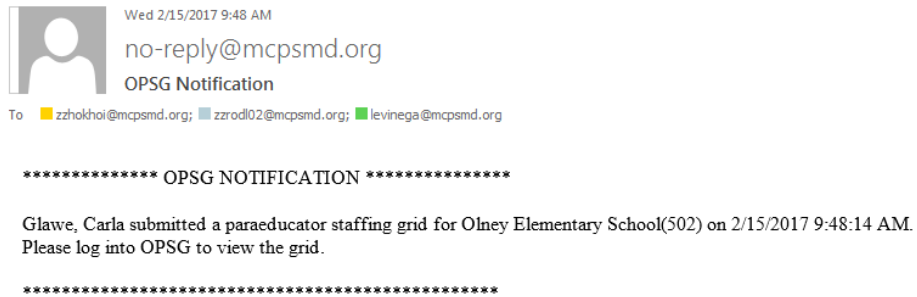 Wed 2/15/2017 9:48 AM
no-reply@mcpsmd.org
OPSG Notification
To zzhokhoi@mcpsmd.org; zzrodl02@mcpsmd.org; levinega@mcpsmd.org
************** OPSG NOTIFICATION ***************
Glawe, Carla submitted a paraeducator staffing grid for Olney Elementary School(502) on 2/15/2017 9:48:14 AM.
Please log into OPSG to view the grid.
*************************************************